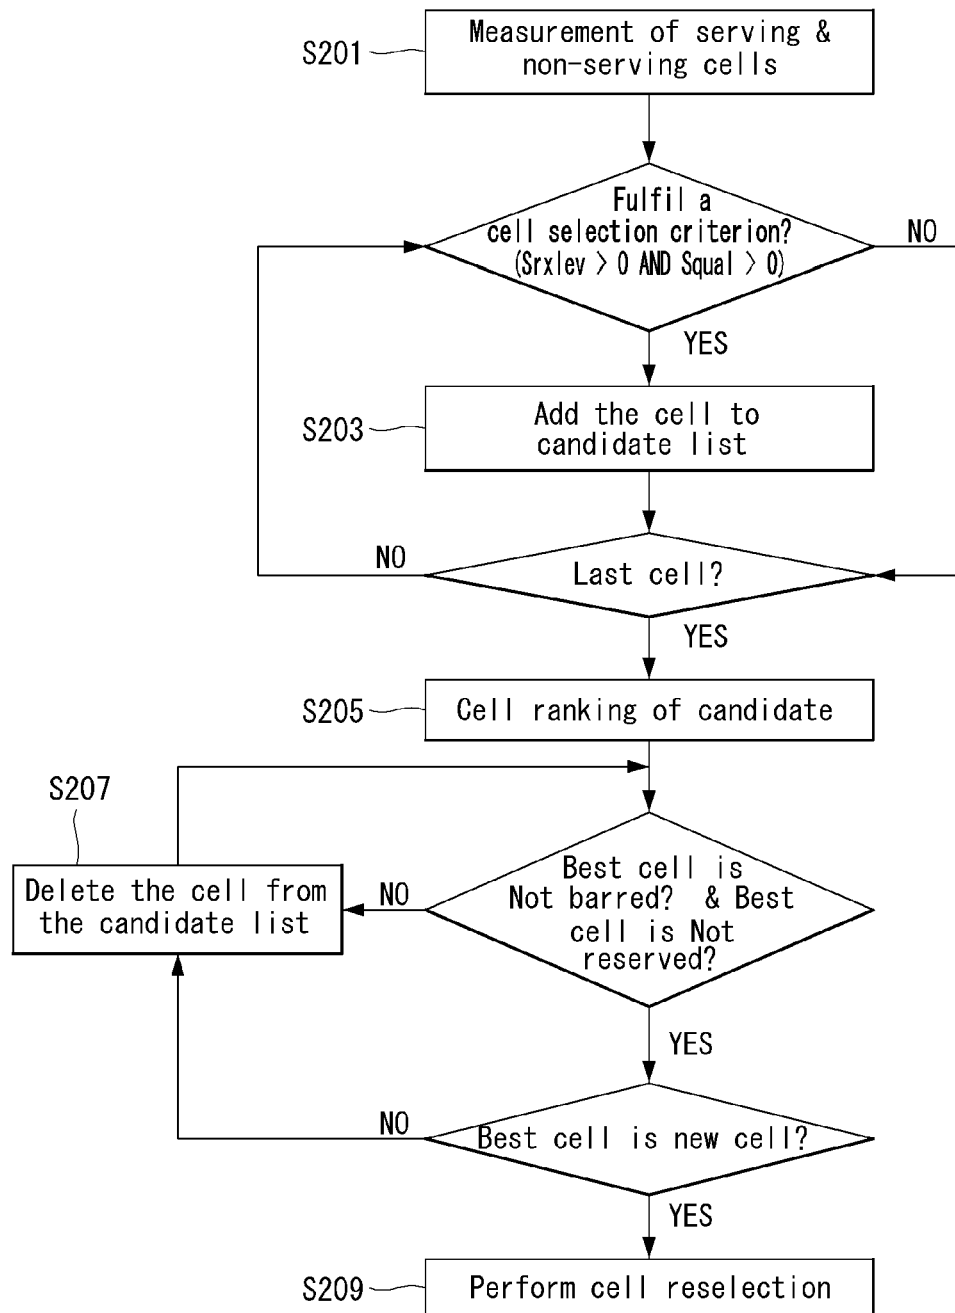 S201
Measurement of serving &
non-serving cells
Fulfil a
cell selection criterion?
(Srxlev > 0 AND Squal > 0)
NO
YES
S203
Add the cell to
candidate list
NO
Last cell?
YES
S205
Cell ranking of candidate
S207
Delete the cell from
the candidate list
NO
Best cell is
Not barred? & Best
cell is Not
reserved?
YES
NO
Best cell is new cell?
YES
S209
Perform cell reselection